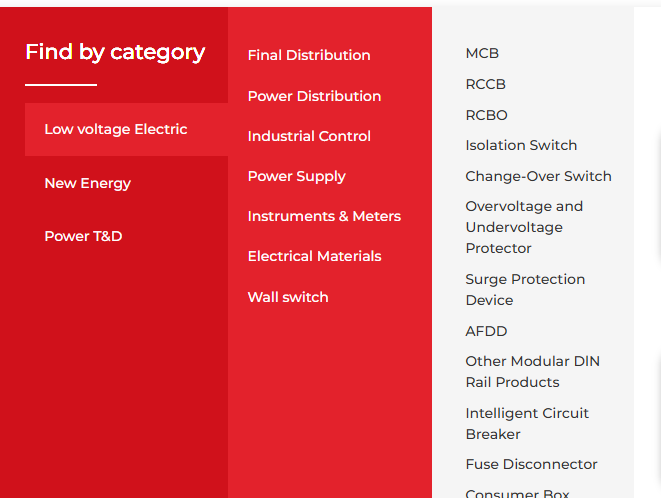 Find by category
Low voltage Electric
New Energy
Power T&D
Final Distribution
Power Distribution
Industrial Control
Power Supply
Instruments & Meters
Electrical Materials
Wall switch
MCB
RCCB
RCBO
Isolation Switch
Change-Over Switch
Overvoltage and
Undervoltage
Protector
Surge Protection
Device
AFDD
Other Modular DIN
Rail Products
Intelligent Circuit
Breaker
Fuse Disconnector
Consumer Box